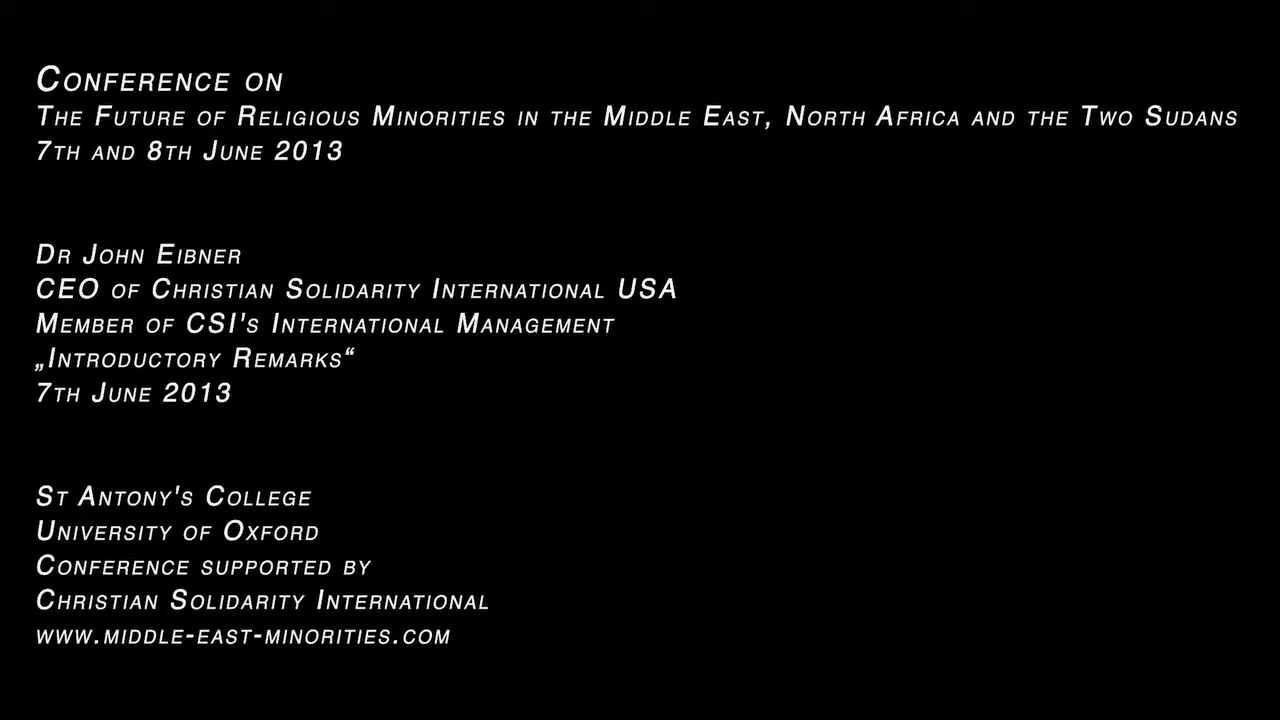 Conference on
The Future of Religious Minorities in the Middle East, North Africa and the Two Sudans
7th and 8th June 2013
Dr John Eibner
CEO of Christian Solidarity International USA
Member of CSI's International Management
„Introductory Remarks“
7th June 2013
St Antony's College
University of Oxford
Conference supported by
Christian Solidarity International
www.middle-east-minorities.com